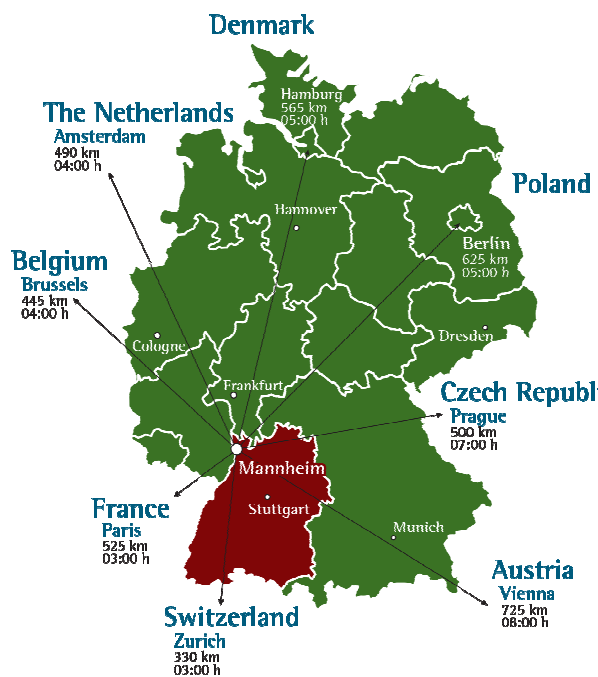 Denmark
Hamburg
565 km
05:00 h
The Netherlands
Amsterdam
490 km
04:00 h
Poland
Hannover
Berlin
625 km
05:00 h
Belgium
Brussels
445 km
04:00 h
Cologne
Dresden
Frankfurt
Czech Republ
Prague
500 km
07:00 h
Mannheim
Stuttgart
France
Paris
525 km
03:00 h
Munich
Austria
Vienna
725 km
08:00 h
Switzerland
Zurich
330 km
03:00 h